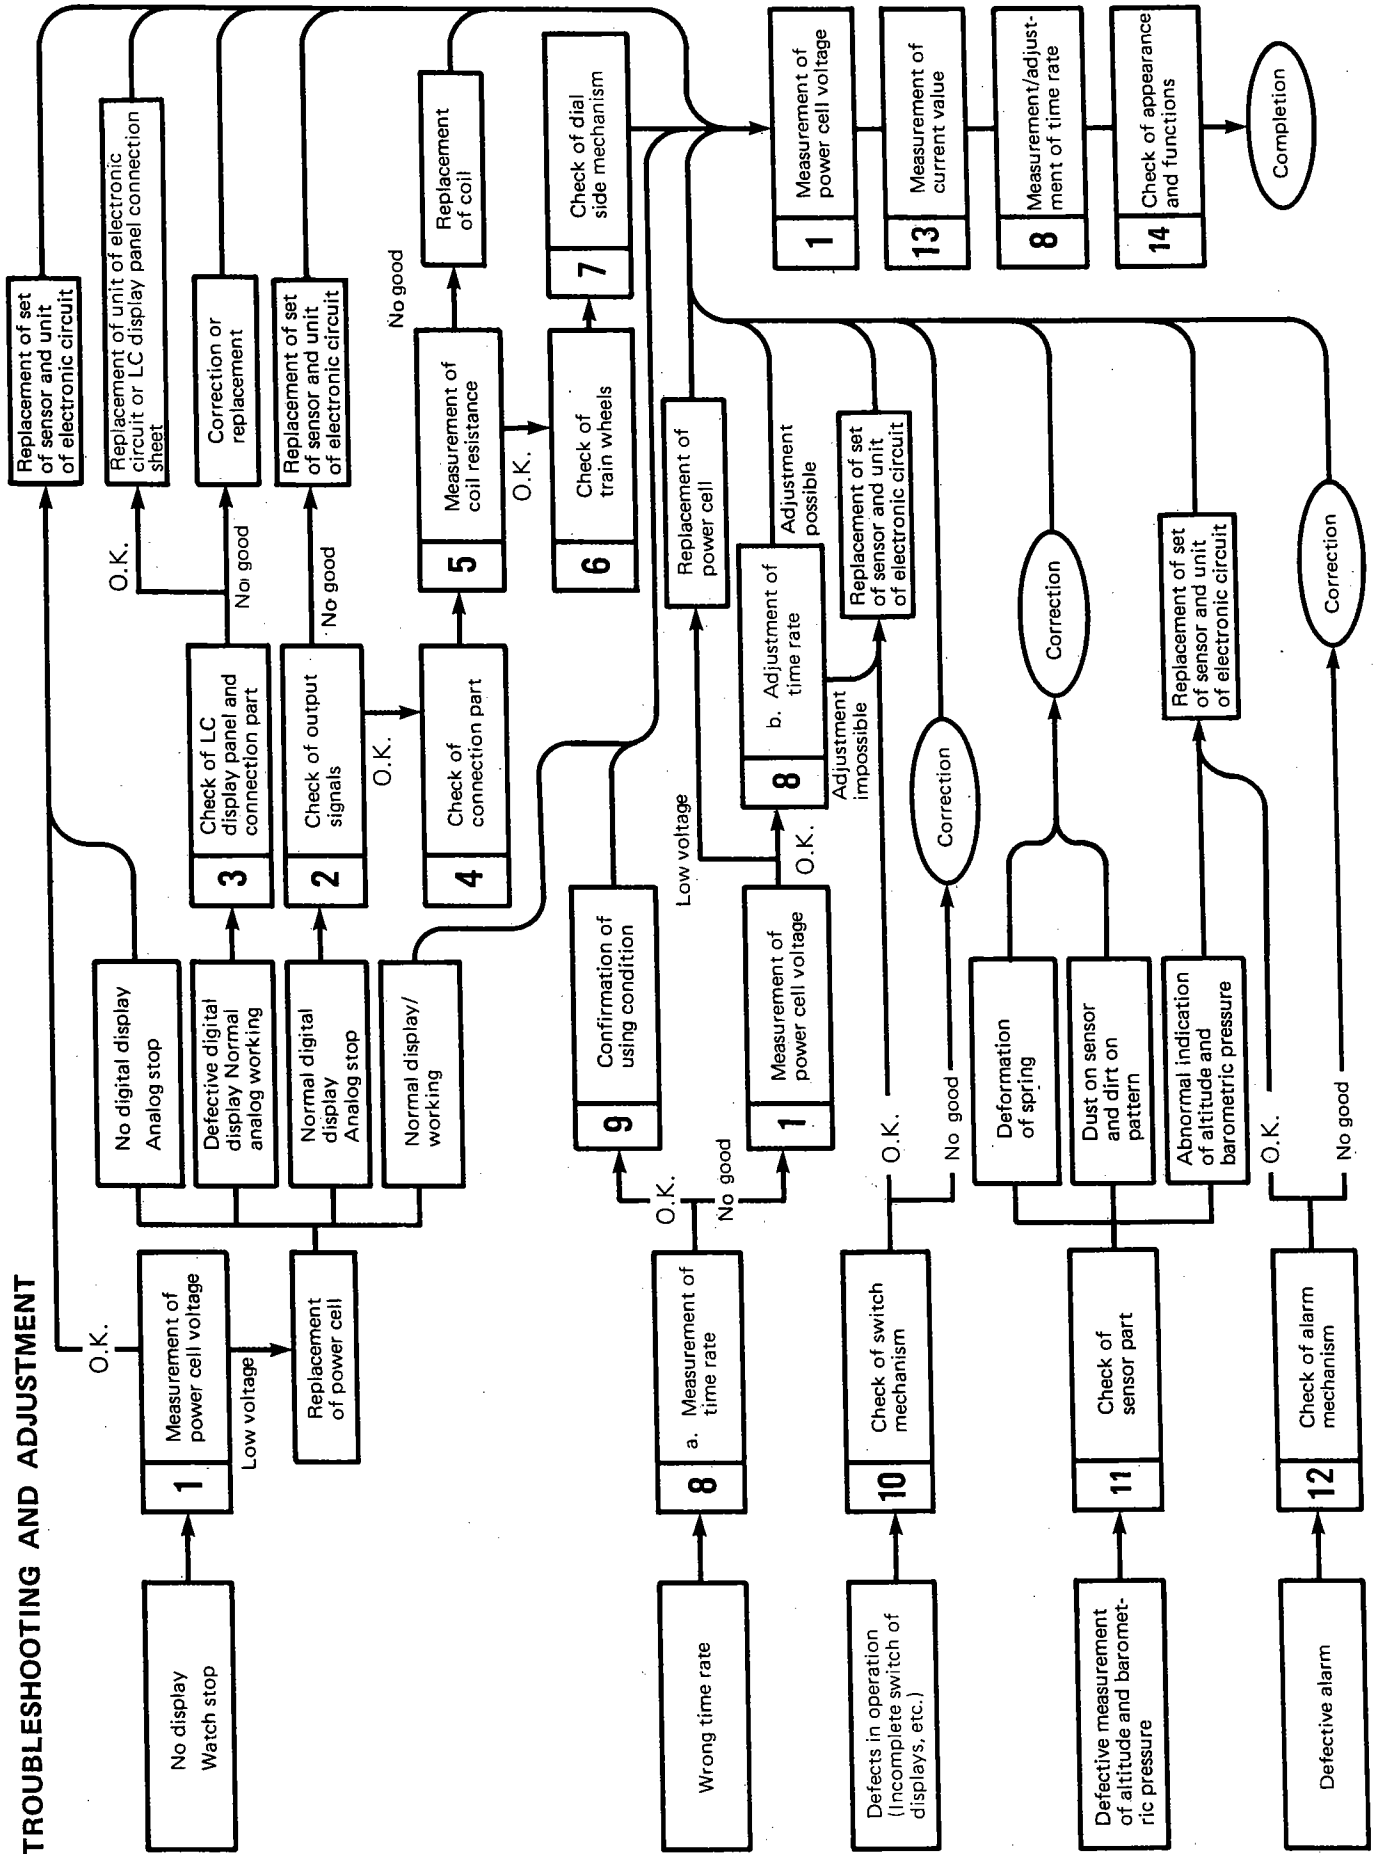 TROUBLESHOOTING AND ADJUSTMENT
No display
Watch stop
1
Measurement of
power cell voltage
O.K.
Low voltage
Replacement
of power cell
No digital display
Analog stop
Defective digital
display Normal
analog working
Normal digital
display
Analog stop
Normal display/
working
3
Check of LC
display panel and
connection part
2
Check of output
signals
O.K.
No good
No good
O.K.
4
Check of
connection part
Replacement of set
of sensor and unit
of electronic circuit
Replacement of unit of electronic
circuit or LC display panel connection
sheet
Correction or
replacement
Replacement of set
of sensor and unit
of electronic circuit
5
Measurement of
coil resistance
No good
Replacement
of coil
O.K.
6
Check of
train wheels
7
Check of dial
side mechanism
Wrong time rate
8
a. Measurement of
time rate
O.K.
No good
9
Confirmation of
using condition
1
Measurement of
power cell voltage
Low voltage
O.K.
Replacement of
power cell
8
b. Adjustment of
time rate
Adjustment
possible
Adjustment
impossible
Replacement of set
of sensor and unit
of electronic circuit
Defects in operation
(Incomplete switch of
displays, etc.)
10
Check of switch
mechanism
O.K.
No good
Correction
Defective measurement
of altitude and baromet-
ric pressure
11
Check of
sensor part
Deformation
of spring
Dust on sensor
and dirt on
pattern
Abnormal indication
of altitude and
barometric pressure
Correction
Replacement of set
of sensor and unit
of electronic circuit
Defective alarm
12
Check of alarm
mechanism
O.K.
No good
Correction
1
Measurement of
power cell voltage
13
Measurement of
current value
8
Measurement/adjust-
ment of time rate
14
Check of appearance
and functions
Completion